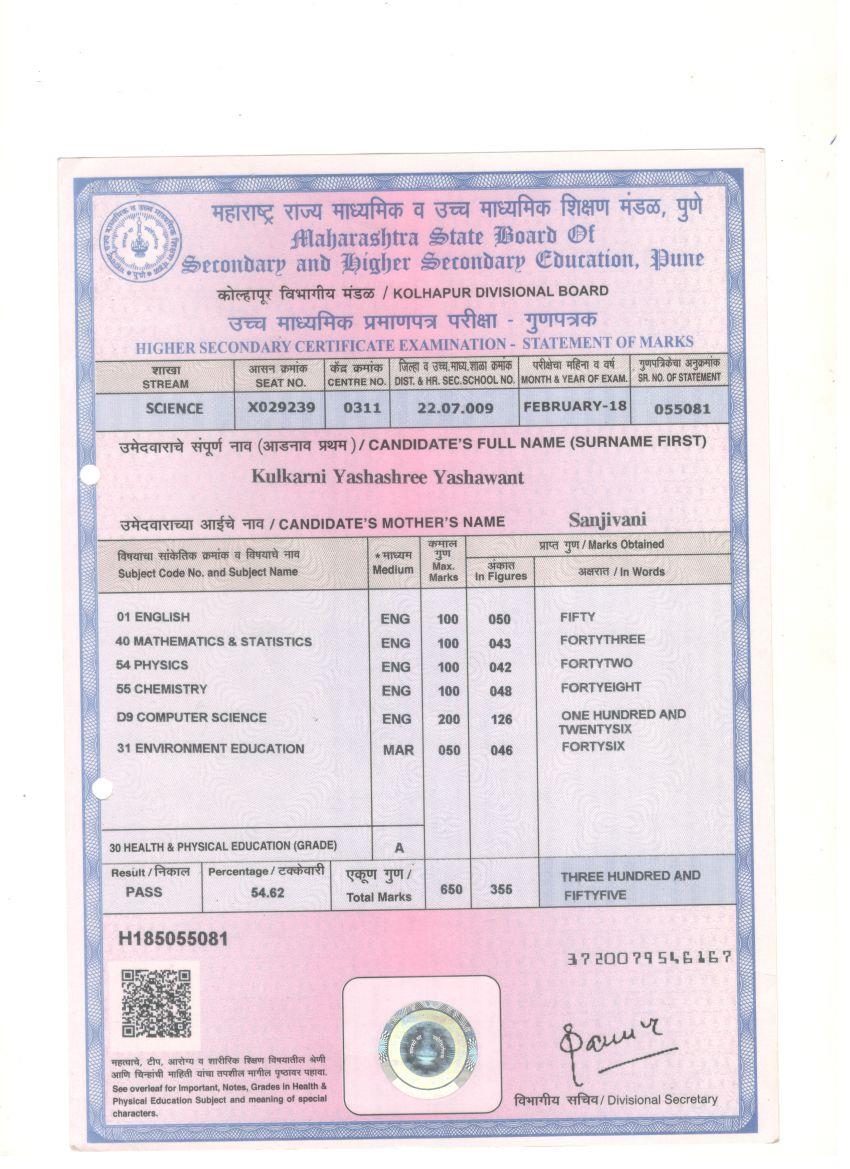 महाराष्ट्र राज्य माध्यमिक व उच्च माध्यमिक शिक्षण मंडळ, पुणे
Maharashtra State Board Of
Secondary and Higher Secondary Education, Pune
कोल्हापूर विभागीय मंडळ / KOLHAPUR DIVISIONAL BOARD
उच्च माध्यमिक प्रमाणपत्र परीक्षा - गुणपत्रक
HIGHER SECONDARY CERTIFICATE EXAMINATION - STATEMENT OF MARKS
शाखा आसन क्रमांक केंद्र क्रमांक जिल्हा व उच्च.माध्य.शाळा क्रमांक परीक्षेचा महिना व वर्ष गुणपत्रिकेचा अनुक्रमांक
STREAM SEAT NO. CENTRE NO. DIST. & HR. SEC.SCHOOL NO. MONTH & YEAR OF EXAM. SR. NO. OF STATEMENT
SCIENCE X029239 0311 22.07.009 FEBRUARY-18 055081
उमेदवाराचे संपूर्ण नाव (आडनाव प्रथम) / CANDIDATE'S FULL NAME (SURNAME FIRST)
Kulkarni Yashashree Yashawant
उमेदवाराच्या आईचे नाव / CANDIDATE'S MOTHER'S NAME Sanjivani
विषयाचा सांकेतिक क्रमांक व विषयाचे नाव
Subject Code No. and Subject Name
* माध्यम
Medium
कमाल
गुण
Max.
Marks
प्राप्त गुण / Marks Obtained
अंकात
In Figures
अक्षरात / In Words
01 ENGLISH ENG 100 050 FIFTY
40 MATHEMATICS & STATISTICS ENG 100 043 FORTYTHREE
54 PHYSICS ENG 100 042 FORTYTWO
55 CHEMISTRY ENG 100 048 FORTYEIGHT
D9 COMPUTER SCIENCE ENG 200 126 ONE HUNDRED AND
TWENTYSIX
31 ENVIRONMENT EDUCATION MAR 050 046 FORTYSIX
30 HEALTH & PHYSICAL EDUCATION (GRADE) A
Result / निकाल Percentage / टक्केवारी एकूण गुण / THREE HUNDRED AND
PASS 54.62 Total Marks 650 355 FIFTYFIVE
H185055081
3720079546167
महत्वाचे, टीप, आरोग्य व शारीरिक शिक्षण विषयातील श्रेणी
आणि चिन्हांची माहिती यांचा तपशील मागील पृष्ठावर पहावा.
See overleaf for Important, Notes, Grades in Health &
Physical Education Subject and meaning of special
characters.
विभागीय सचिव / Divisional Secretary